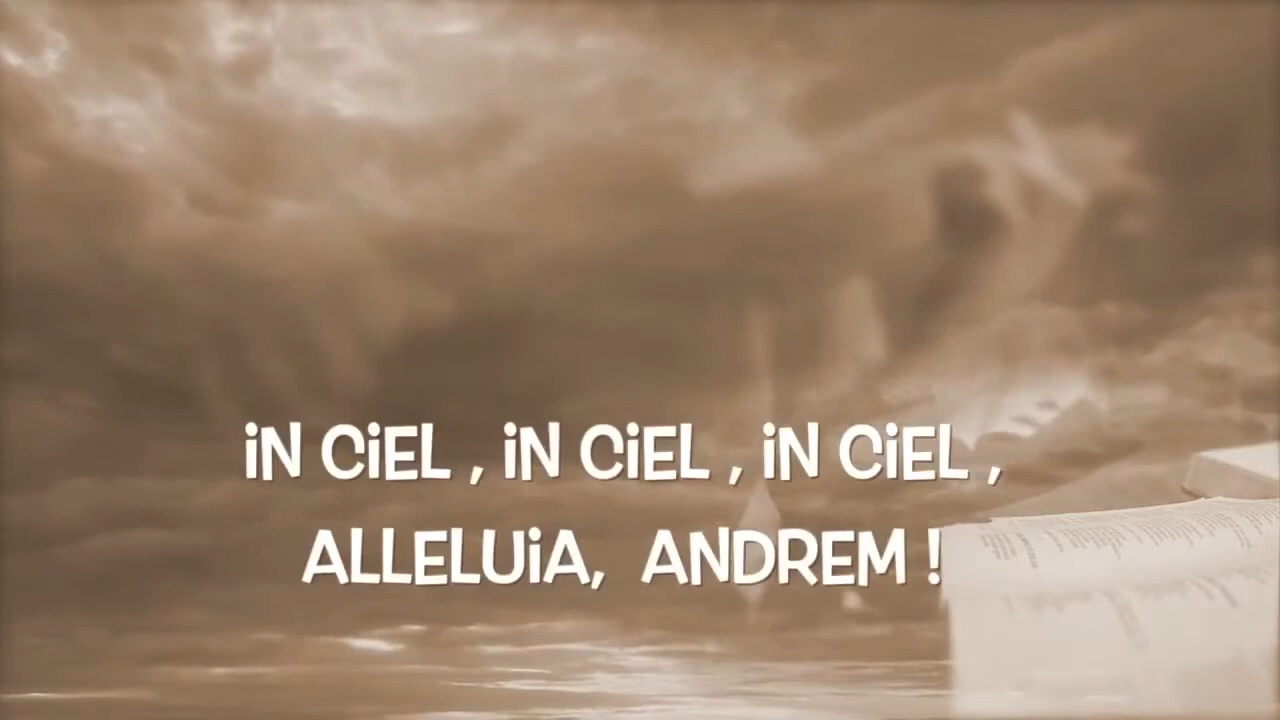 iN CiEL , iN CiEL , iN CiEL ,
ALLELUiA, ANDREM !